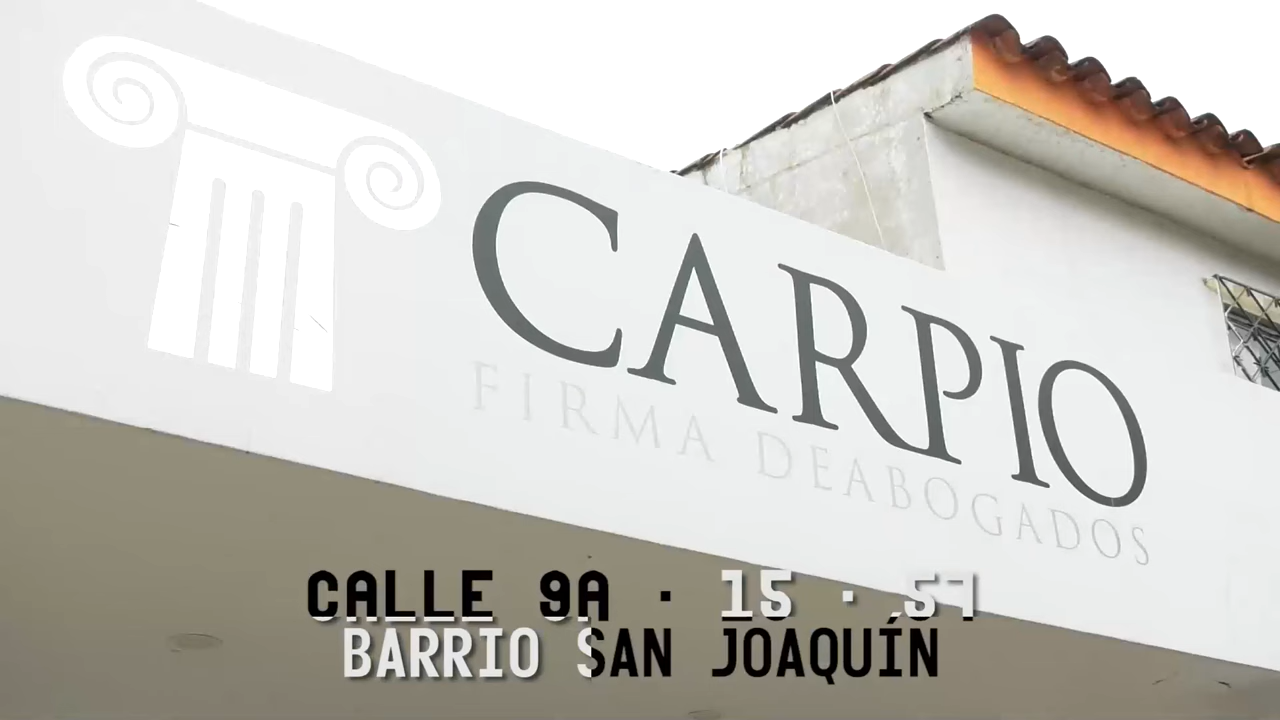 CARPIO
FIRMA DEABOGADOS
CALLE 9A · 15 · 57
BARRIO SAN JOAQUÍN